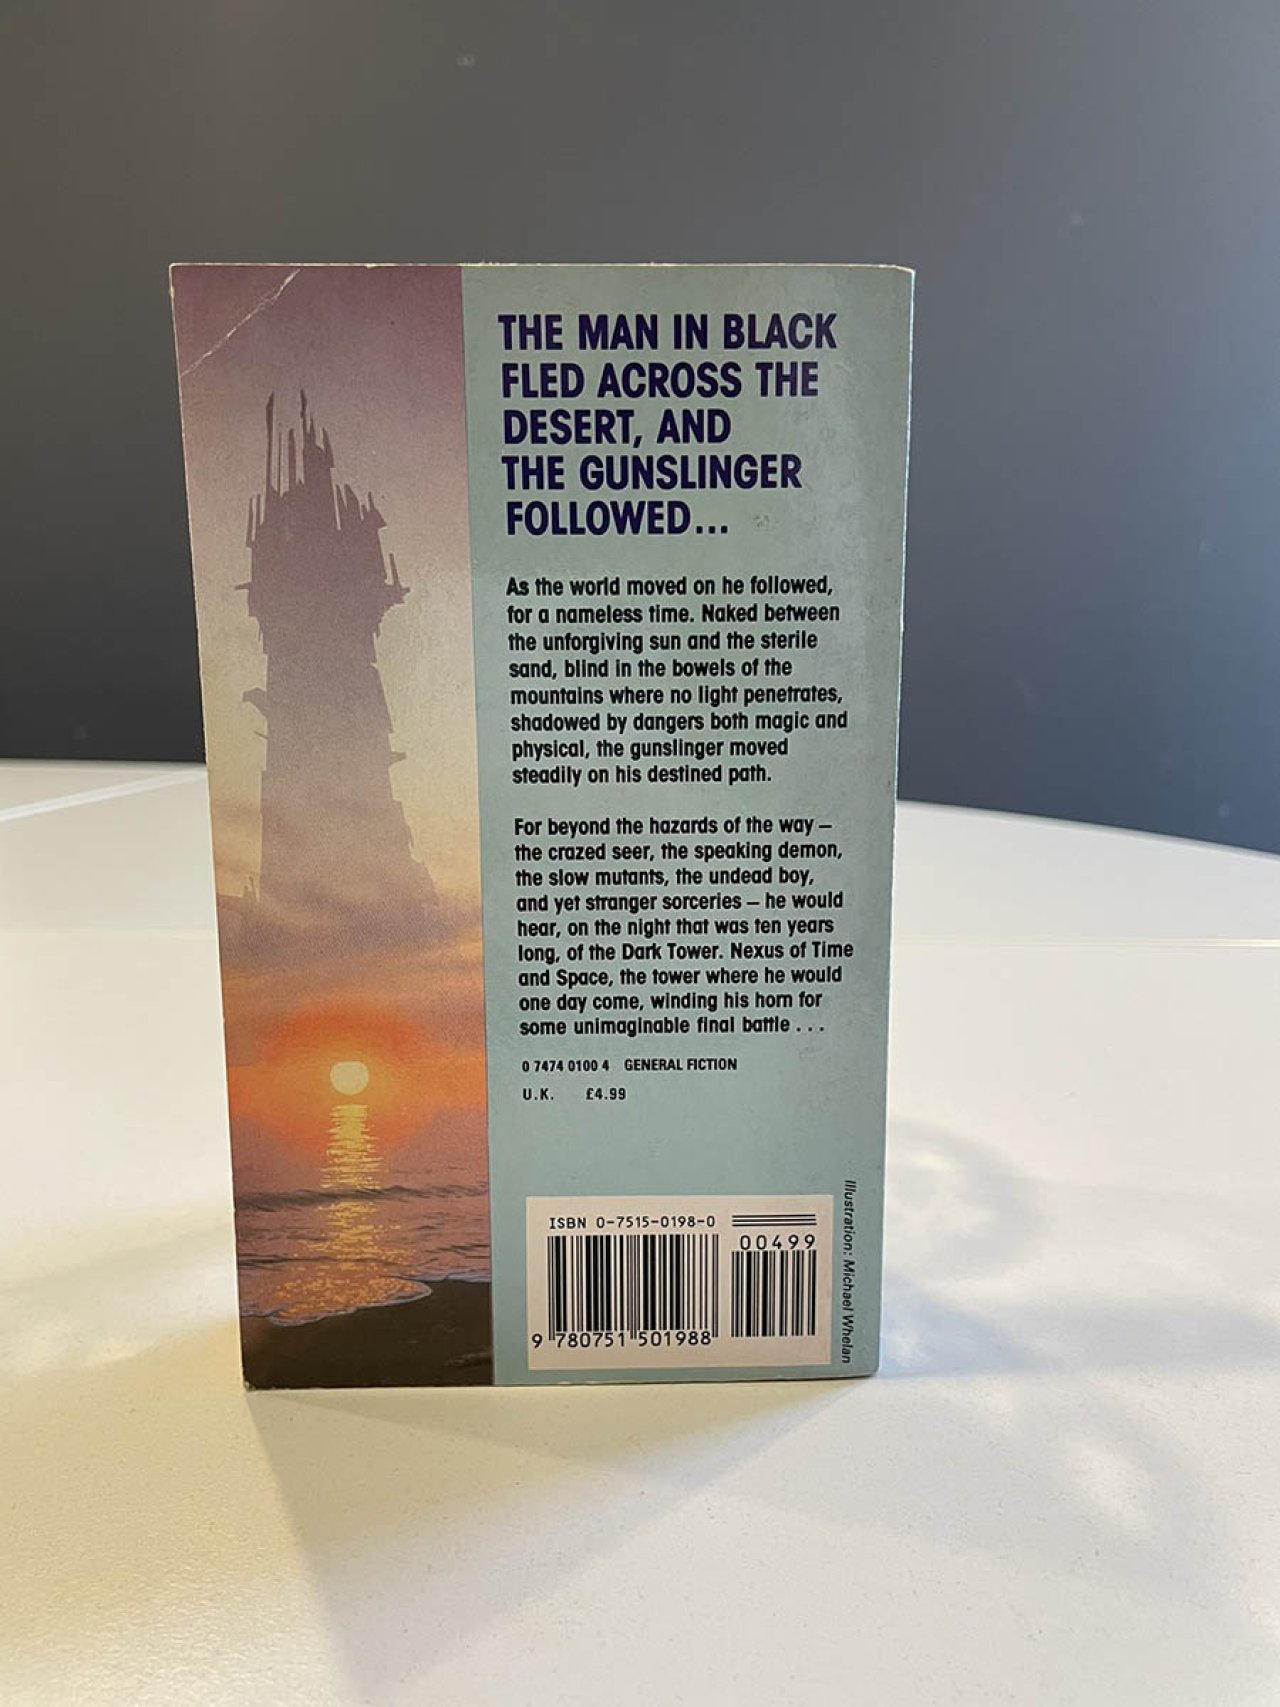 THE MAN IN BLACK
FLED ACROSS THE
DESERT, AND
THE GUNSLINGER
FOLLOWED...
As the world moved on he followed,
for a nameless time. Naked between
the unforgiving sun and the sterile
sand, blind in the bowels of the
mountains where no light penetrates,
shadowed by dangers both magic and
physical, the gunslinger moved
steadily on his destined path.
For beyond the hazards of the way –
the crazed seer, the speaking demon,
the slow mutants, the undead boy,
and yet stranger sorceries – he would
hear, on the night that was ten years
long, of the Dark Tower. Nexus of Time
and Space, the tower where he would
one day come, winding his horn for
some unimaginable final battle . . .
0 7474 0100 4 GENERAL FICTION
U.K. £4.99
ISBN 0-7515-0198-0
00499
9 780751 501988
Illustration: Michael Whelan